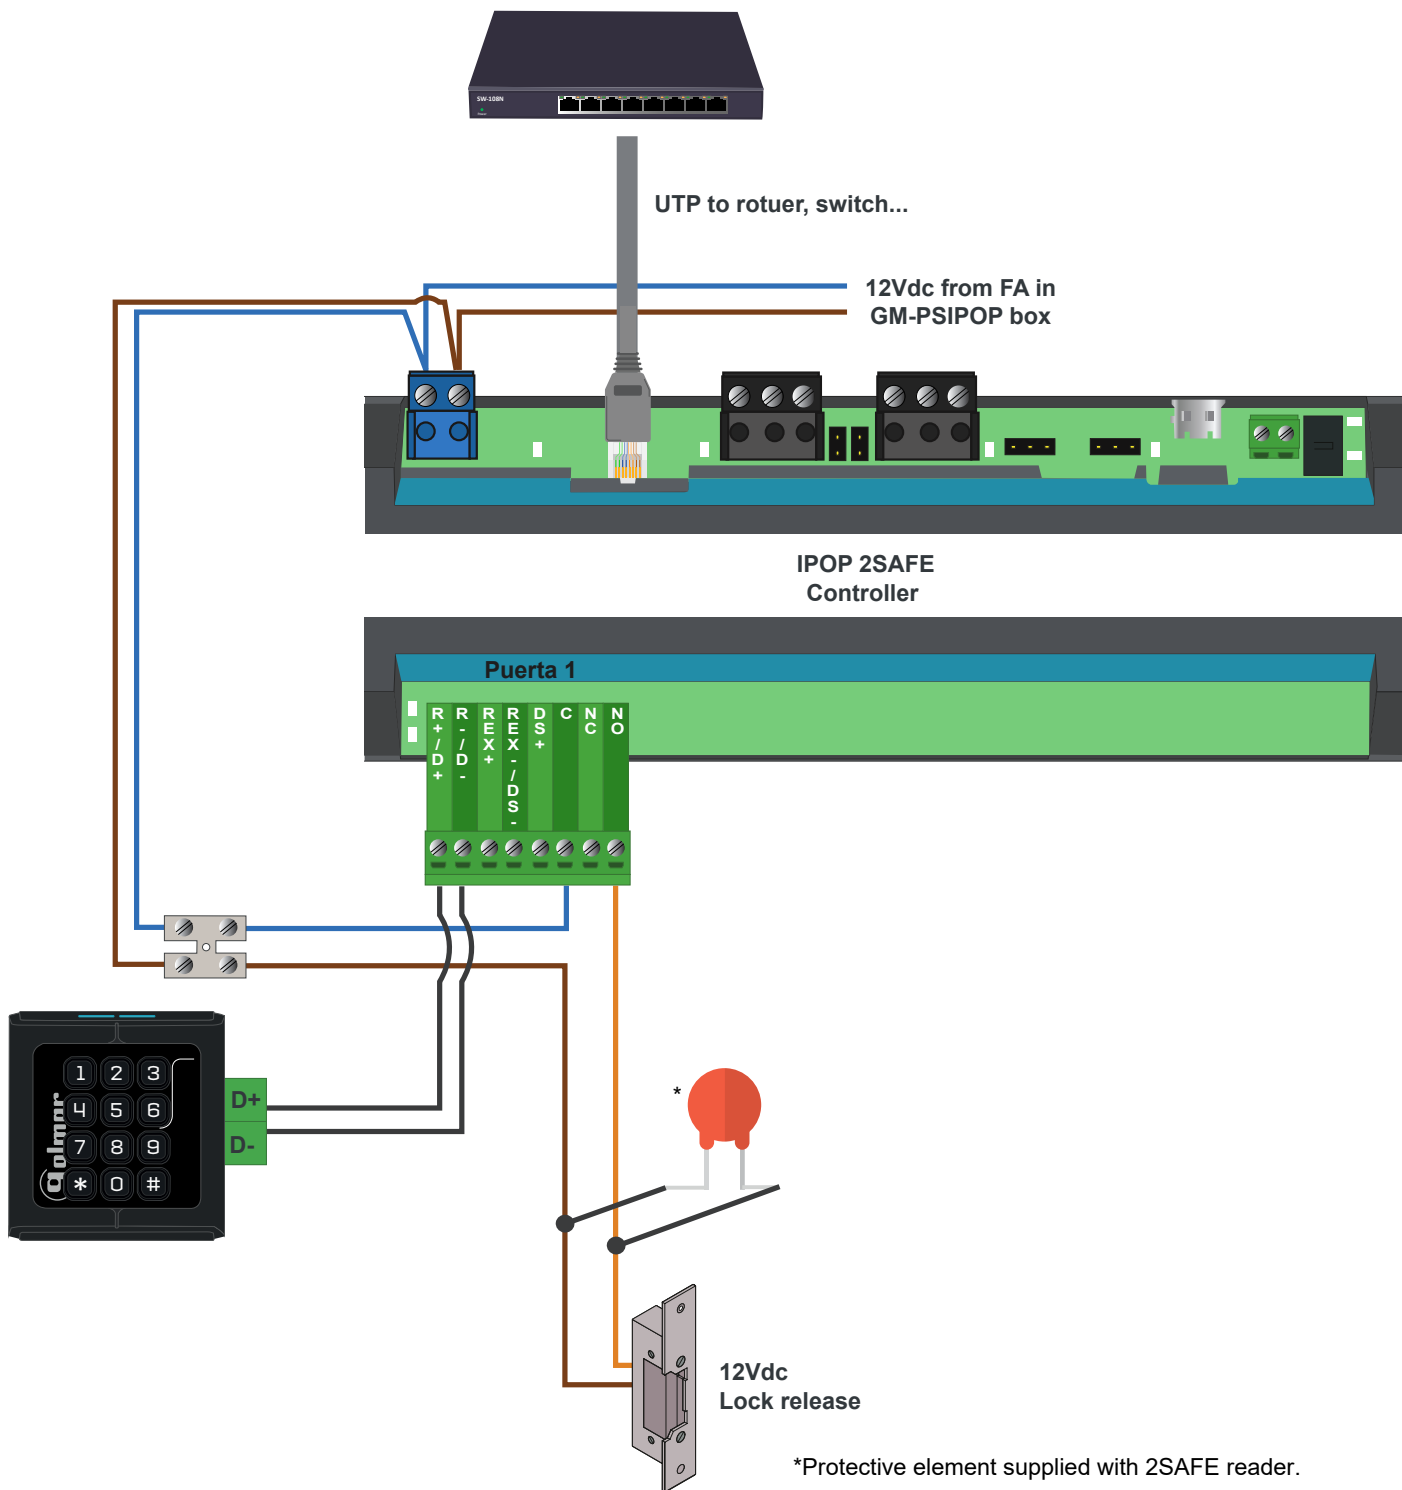 SW-108N
Power
UTP to rotuer, switch...
12Vdc from FA in
GM-PSIPOP box
IPOP 2SAFE
Controller
Puerta 1
R+/D+
R-/D-
REX+
REX-/DS-
DS+
C
NC
NO
1 2 3
4 5 6
7 8 9
* 0 #
golmar
D+
D-
*
12Vdc
Lock release
*Protective element supplied with 2SAFE reader.